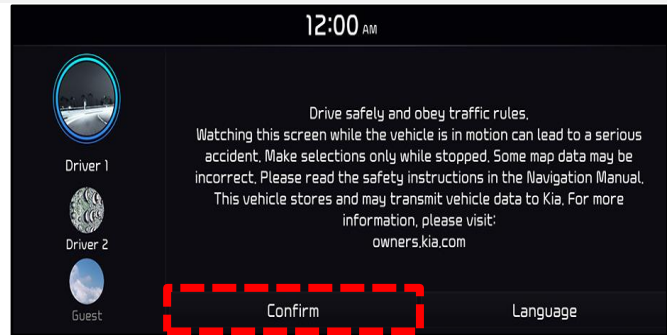 12:00 AM
Driver 1
Driver 2
Guest
Drive safely and obey traffic rules.
Watching this screen while the vehicle is in motion can lead to a serious
accident. Make selections only while stopped. Some map data may be
incorrect. Please read the safety instructions in the Navigation Manual.
This vehicle stores and may transmit vehicle data to Kia. For more
information, please visit:
owners.kia.com
Confirm
Language